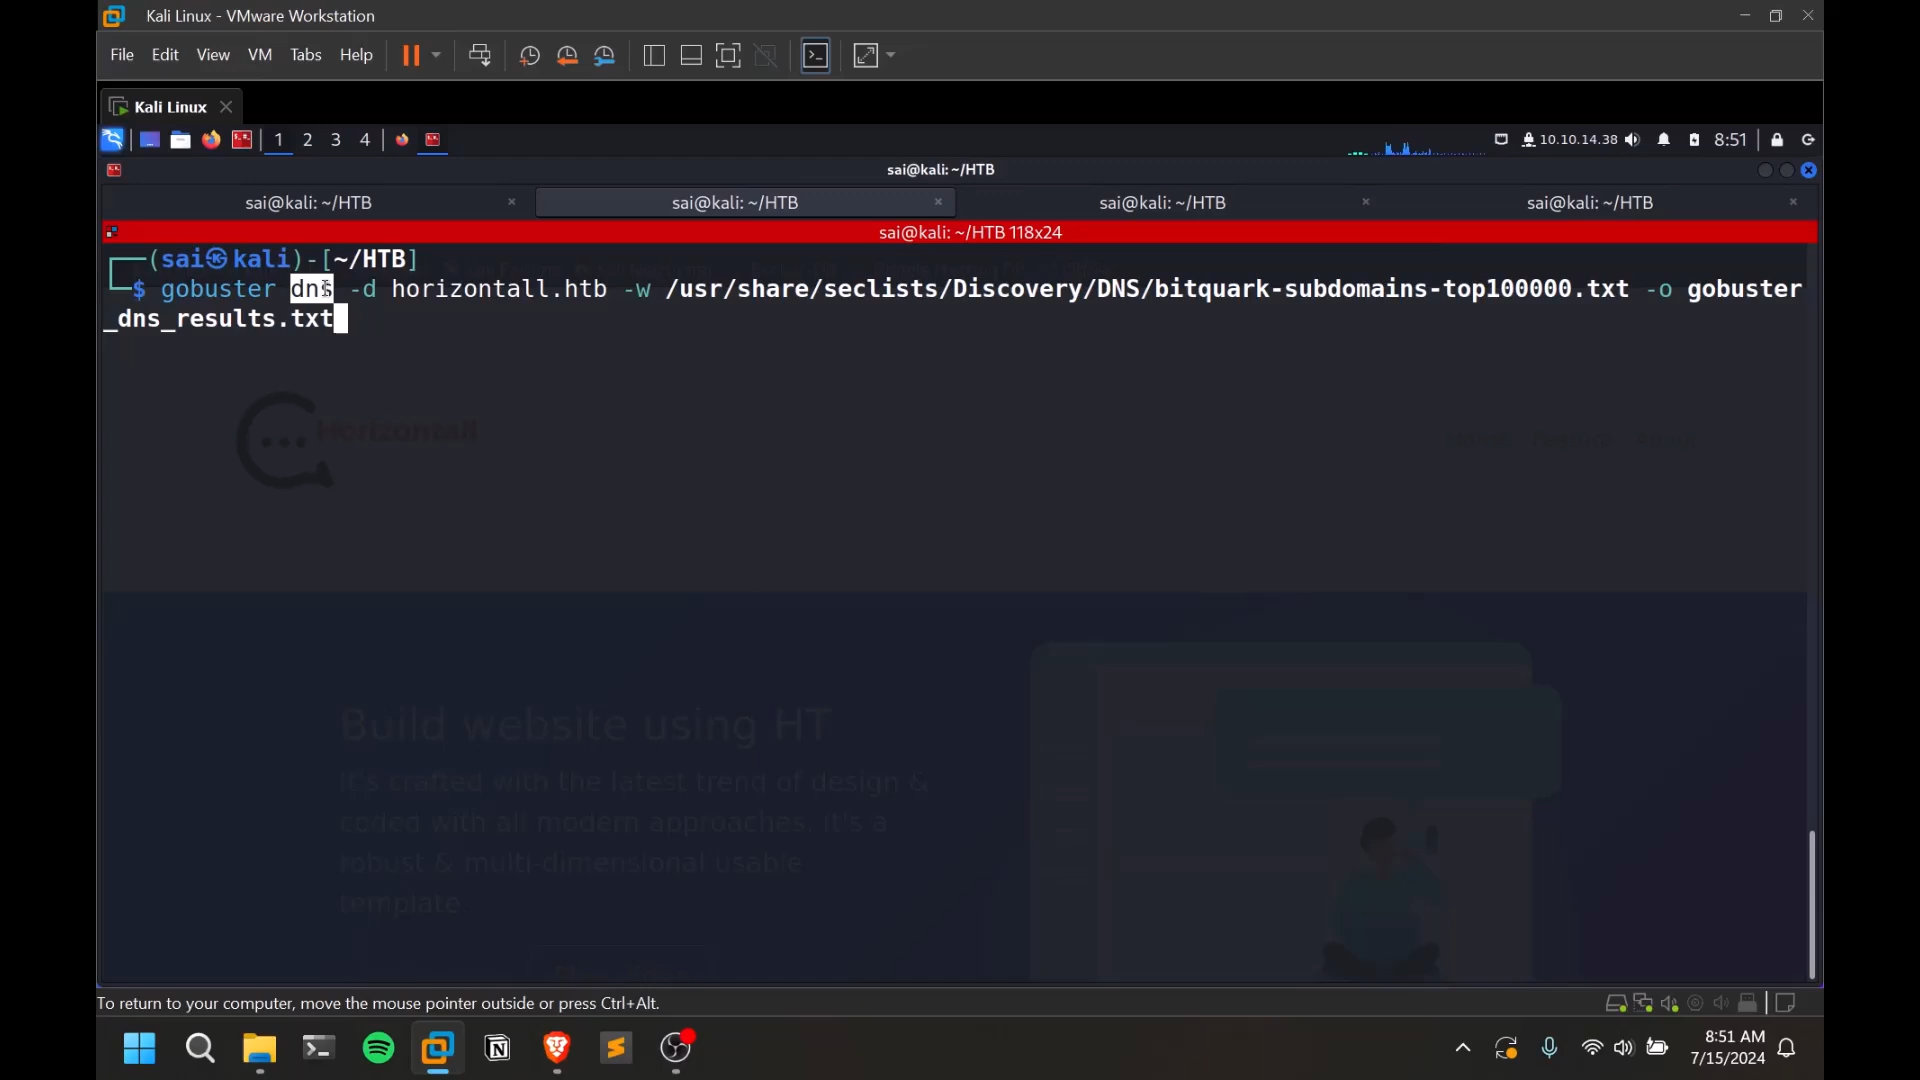 Kali Linux - VMware Workstation
File Edit View VM Tabs Help
Kali Linux
1 2 3 4
10.10.14.38
8:51
sai@kali: ~/HTB
sai@kali: ~/HTB
sai@kali: ~/HTB
sai@kali: ~/HTB
sai@kali: ~/HTB
sai@kali: ~/HTB 118x24
(sai㉿kali)-[~/HTB]
$ gobuster dns -d horizontall.htb -w /usr/share/seclists/Discovery/DNS/bitquark-subdomains-top100000.txt -o gobuster
_dns_results.txt
Horizontall
Build website using HT
It's crafted with the latest trend of design &
coded with all modern approaches. It's a
robust & multi-dimensional usable
template
To return to your computer, move the mouse pointer outside or press Ctrl+Alt.
8:51 AM
7/15/2024